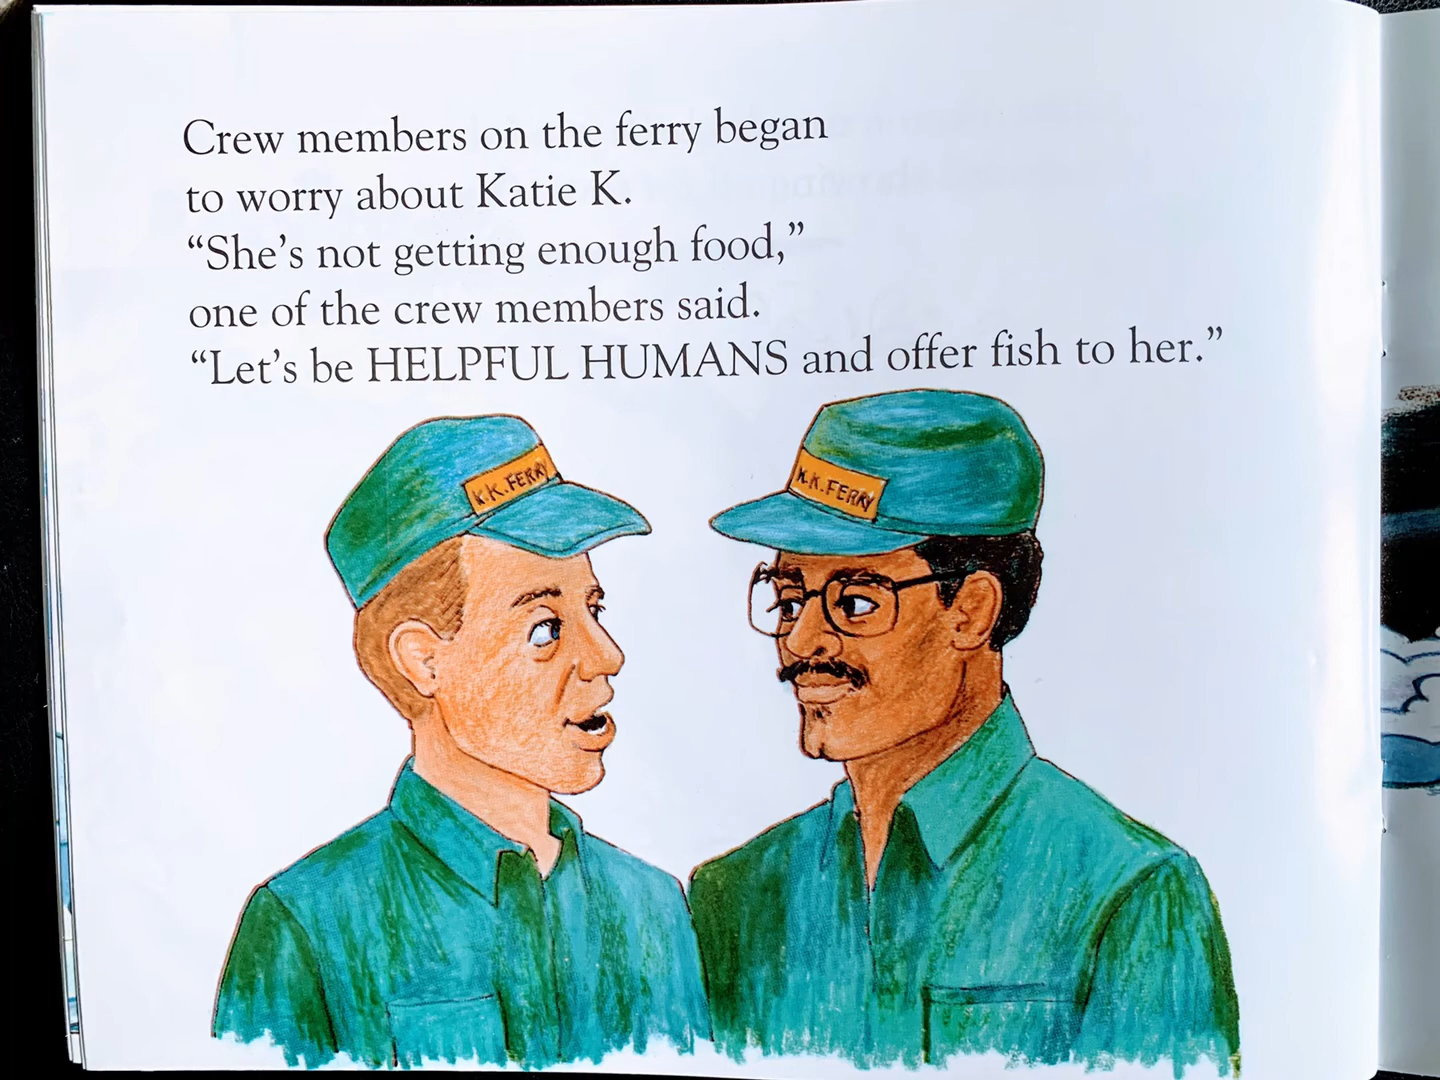 Crew members on the ferry began
to worry about Katie K.
“She’s not getting enough food,”
one of the crew members said.
“Let’s be HELPFUL HUMANS and offer fish to her.”
K.K.FERRY
K.K.FERRY